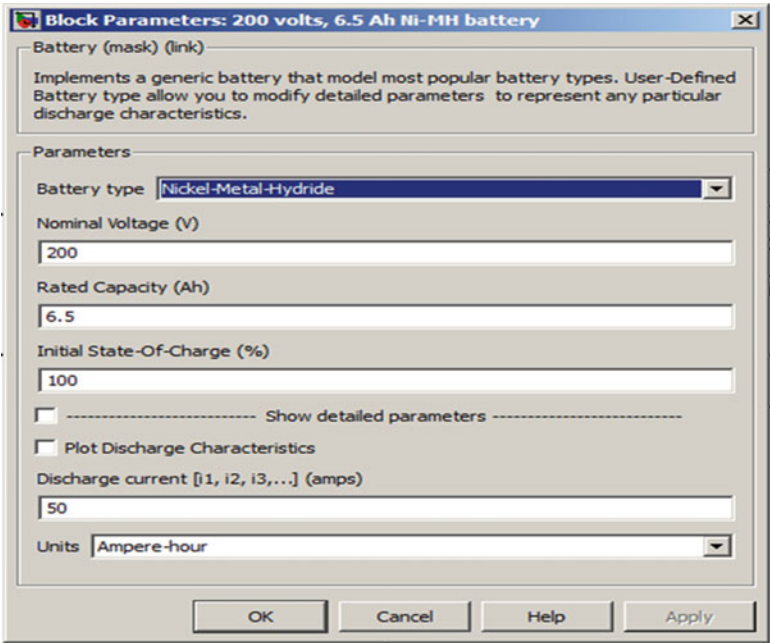 Block Parameters: 200 volts, 6.5 Ah Ni-MH battery
Battery (mask) (link)
Implements a generic battery that model most popular battery types. User-Defined
Battery type allow you to modify detailed parameters to represent any particular
discharge characteristics.
Parameters
Battery type Nickel-Metal-Hydride
Nominal Voltage (V)
200
Rated Capacity (Ah)
6.5
Initial State-Of-Charge (%)
100
--------------------------- Show detailed parameters ---------------------------
Plot Discharge Characteristics
Discharge current [i1, i2, i3,...] (amps)
50
Units Ampere-hour
OK Cancel Help Apply